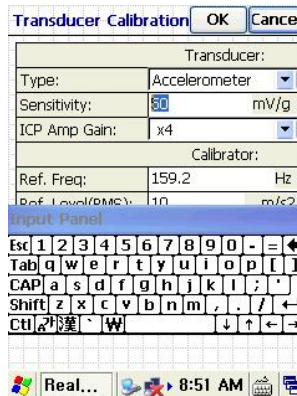 Transducer Calibration OK Cance
Transducer:
Type: Accelerometer
Sensitivity: 50 mV/g
ICP Amp Gain: x4
Calibrator:
Ref. Freq: 159.2 Hz
Ref. Level(RMS): 10 m/s2
Input Panel
Esc 1 2 3 4 5 6 7 8 9 0 - =
Tab q w e r t y u i o p [ ]
CAP a s d f g h j k l ; '
Shift z x c v b n m , . /
Ctl 漢 ` ₩
Real... 8:51 AM